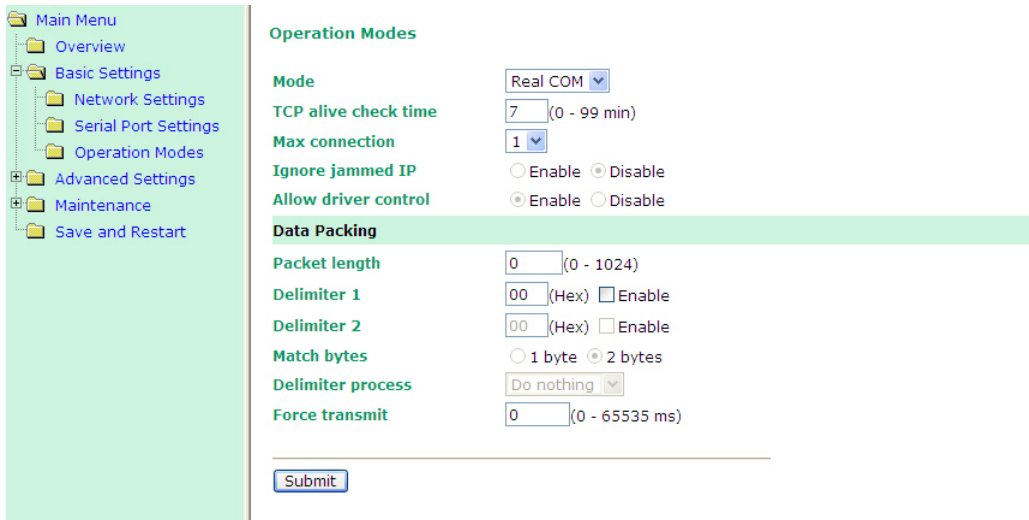 Main Menu
Overview
Basic Settings
Network Settings
Serial Port Settings
Operation Modes
Advanced Settings
Maintenance
Save and Restart
Operation Modes
Mode Real COM
TCP alive check time 7 (0 - 99 min)
Max connection 1
Ignore jammed IP Enable Disable
Allow driver control Enable Disable
Data Packing
Packet length 0 (0 - 1024)
Delimiter 1 00 (Hex) Enable
Delimiter 2 00 (Hex) Enable
Match bytes 1 byte 2 bytes
Delimiter process Do nothing
Force transmit 0 (0 - 65535 ms)
Submit